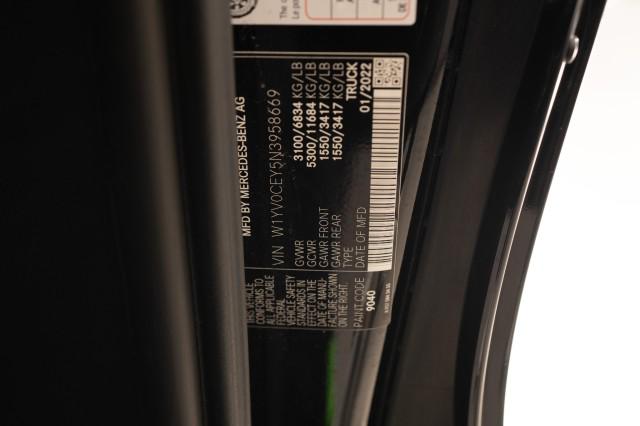 MFD BY MERCEDES-BENZ AG
VIN W1YV0CEY5N3958669
GVWR 3100/6834 KG/LB
GCWR 5300/11684 KG/LB
GAWR FRONT 1550/3417 KG/LB
GAWR REAR 1550/3417 KG/LB
TYPE TRUCK
DATE OF MFD 01/2022
THIS VEHICLE
CONFORMS TO
ALL APPLICABLE
FEDERAL
VEHICLE SAFETY
STANDARDS IN
EFFECT ON THE
DATE OF MANU-
FACTURE SHOWN
ON THE RIGHT.
PAINT CODE
9040